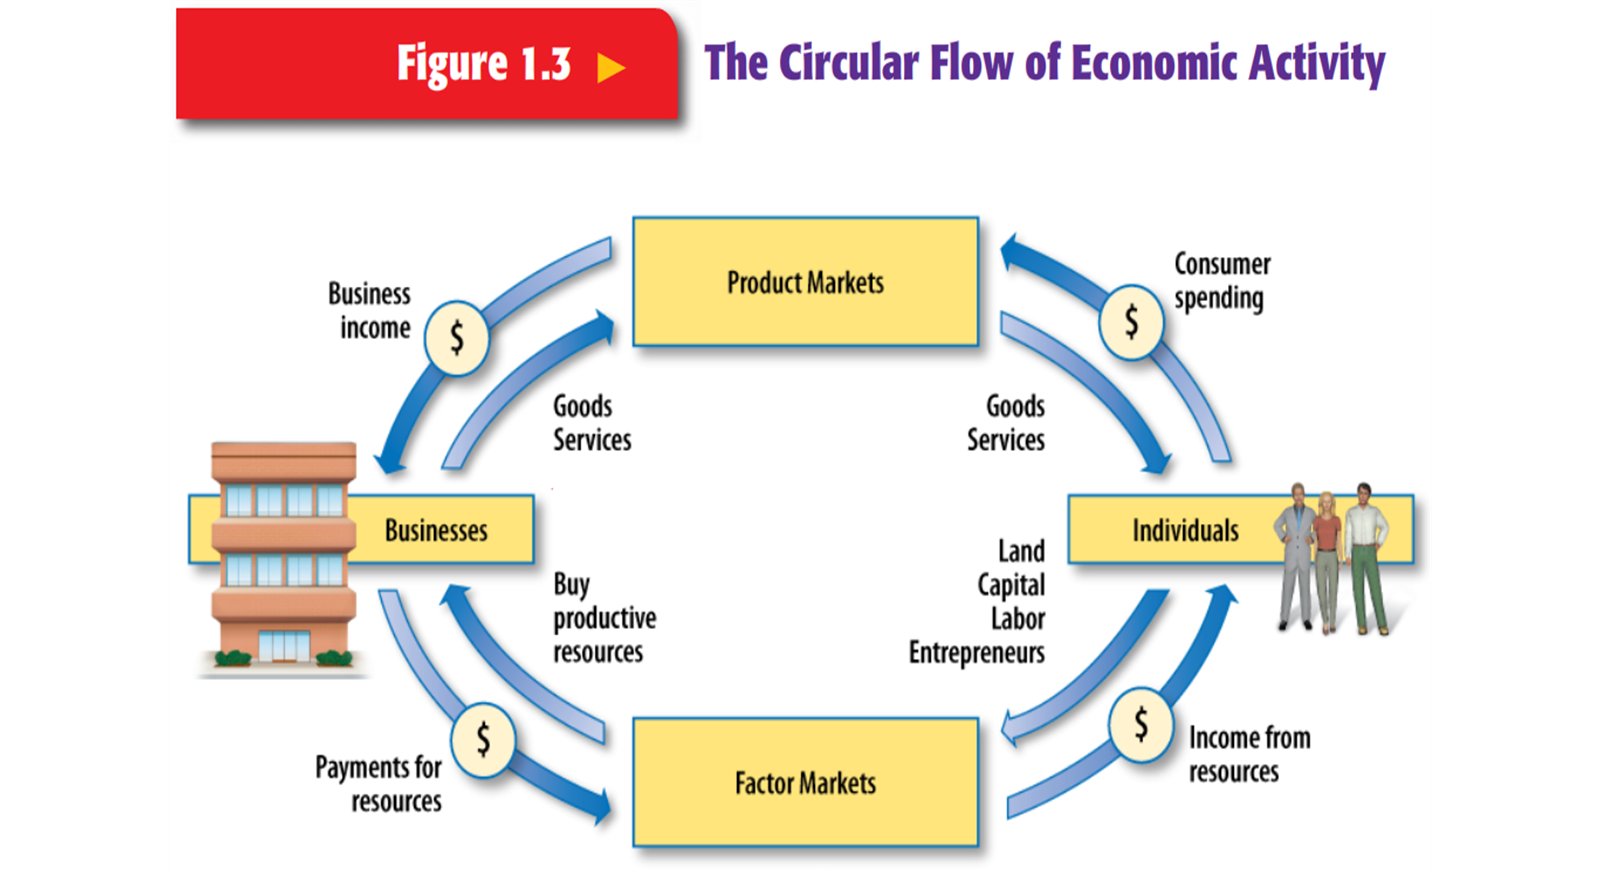 Figure 1.3
The Circular Flow of Economic Activity
Product Markets
Business
income
$
Goods
Services
Consumer
spending
$
Goods
Services
Businesses
Individuals
Buy
productive
resources
Land
Capital
Labor
Entrepreneurs
Payments for
resources
$
Factor Markets
$
Income from
resources